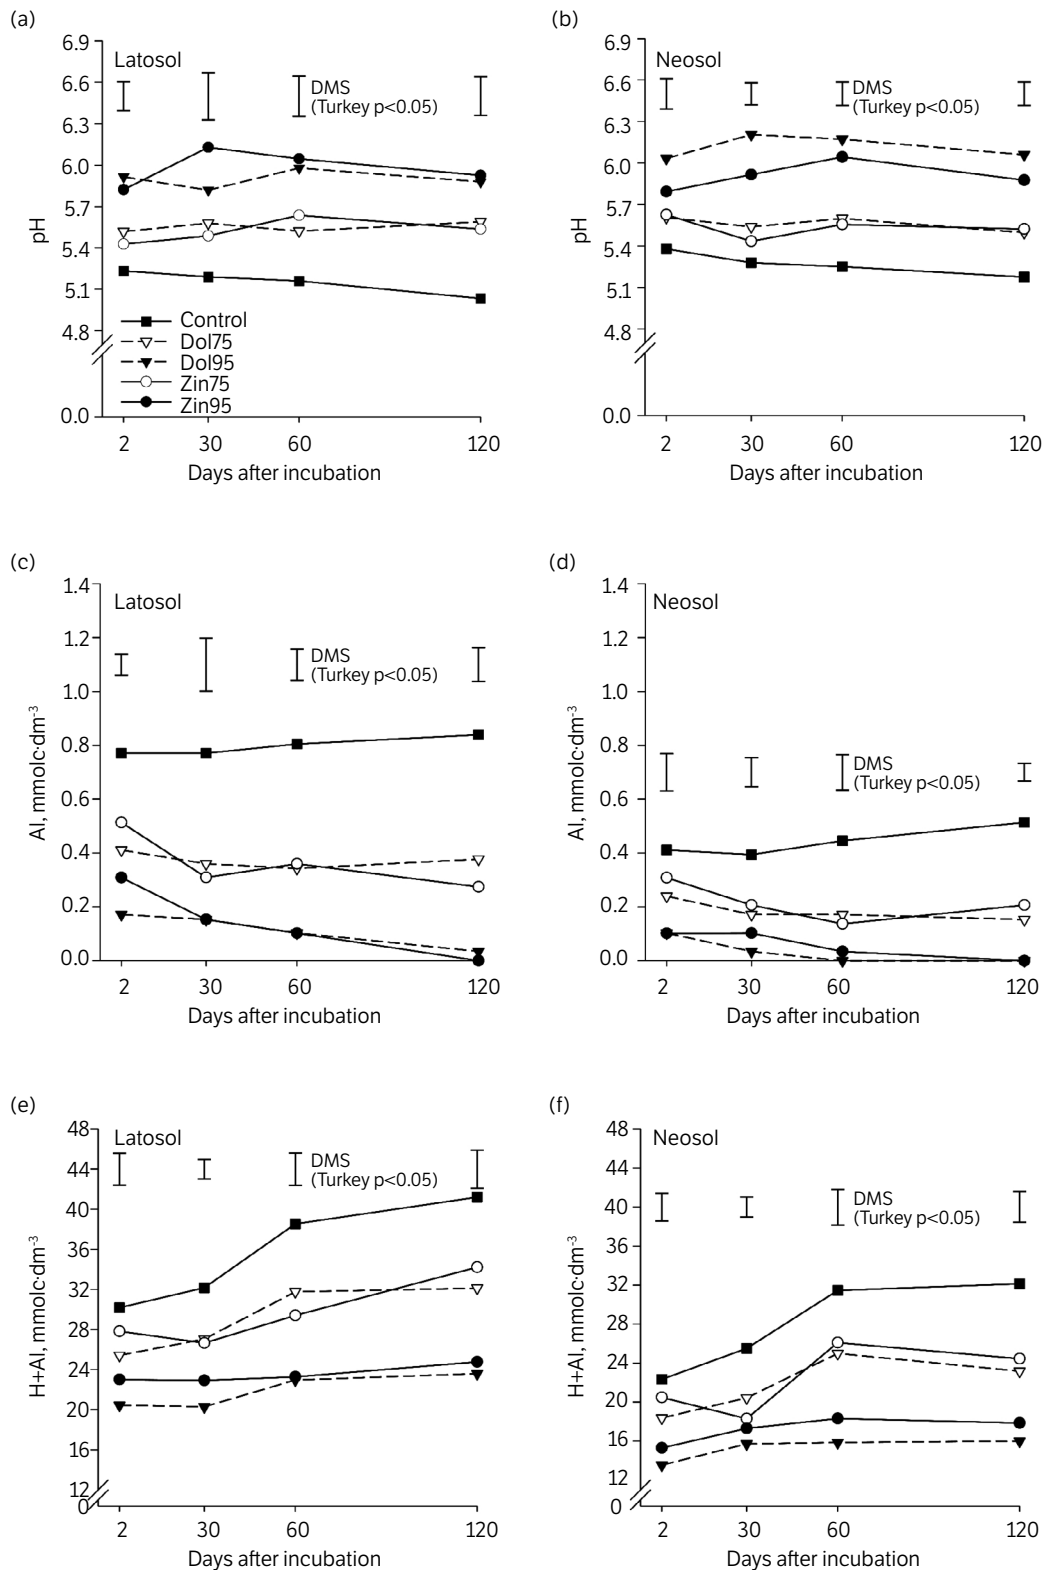 (a)
6.9
6.6
6.3
6.0
5.7
5.4
5.1
4.8
0.0
pH
Latosol
DMS
(Turkey p<0.05)
Control
Dol75
Dol95
Zin75
Zin95
2 30 60 120
Days after incubation
(b)
6.9
6.6
6.3
6.0
5.7
5.4
5.1
4.8
0.0
pH
Neosol
DMS
(Turkey p<0.05)
2 30 60 120
Days after incubation
(c)
1.4
1.2
1.0
0.8
0.6
0.4
0.2
0.0
Al, mmolc·dm-3
Latosol
DMS
(Turkey p<0.05)
2 30 60 120
Days after incubation
(d)
1.4
1.2
1.0
0.8
0.6
0.4
0.2
0.0
Al, mmolc·dm-3
Neosol
DMS
(Turkey p<0.05)
2 30 60 120
Days after incubation
(e)
48
44
40
36
32
28
24
20
16
12
0
H+Al, mmolc·dm-3
Latosol
DMS
(Turkey p<0.05)
2 30 60 120
Days after incubation
(f)
48
44
40
36
32
28
24
20
16
12
0
H+Al, mmolc·dm-3
Neosol
DMS
(Turkey p<0.05)
2 30 60 120
Days after incubation